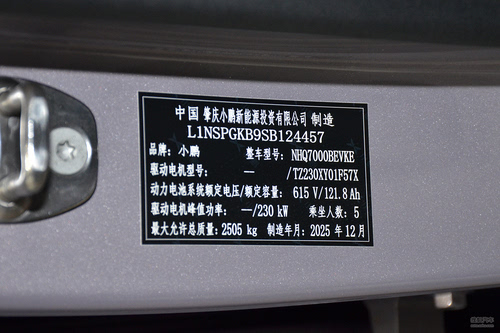 中国 肇庆小鹏新能源投资有限公司 制造
L1NSPGKB9SB124457
品牌：小鹏 整车型号：NHQ7000BEVKE
驱动电机型号： — /TZ230XY01F57X
动力电池系统额定电压/额定容量： 615 V/121.8 Ah
驱动电机峰值功率： —/230 kW 乘坐人数：5
最大允许总质量：2505 kg 制造年月：2025 年 12 月